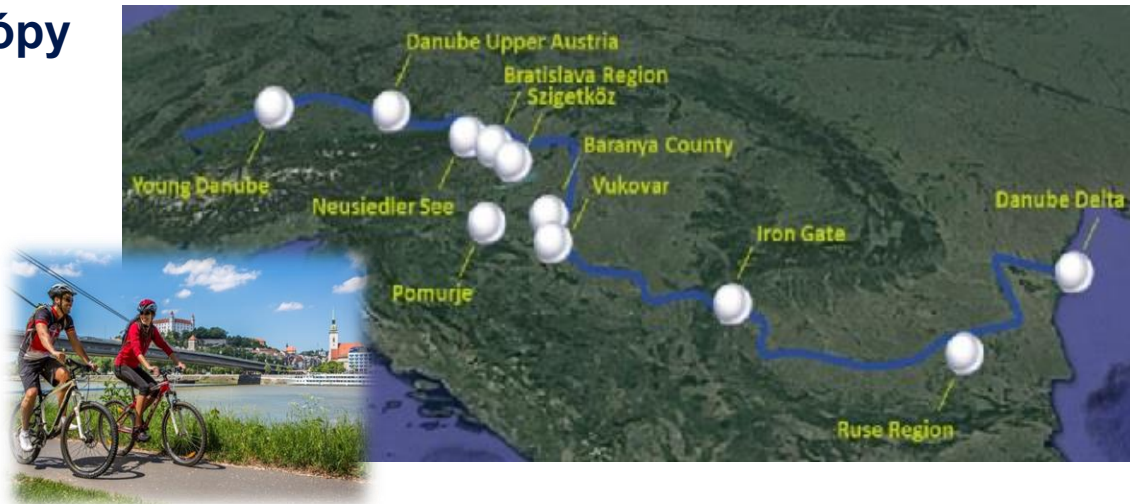 ópy
Danube Upper Austria
Bratislava Region
Szigetköz
Baranya County
Young Danube
Vukovar
Neusiedler See
Danube Delta
Iron Gate
Pomurje
Ruse Region